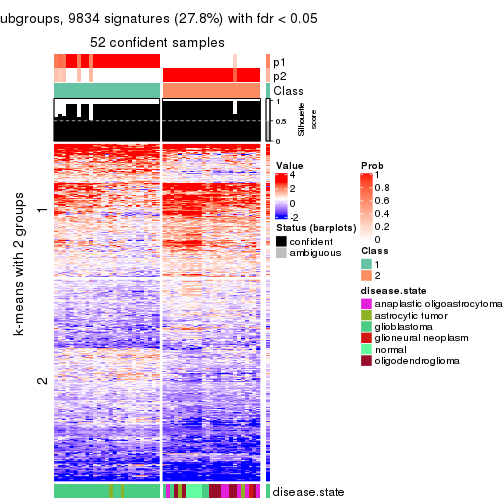 ubgroups, 9834 signatures (27.8%) with fdr < 0.05
52 confident samples
p1
p2
Class
1
0.5
0
Silhouette
score
k-means with 2 groups
1
2
disease.state
Value
4
2
0
-2
Status (barplots)
confident
ambiguous
Prob
1
0.8
0.6
0.4
0.2
0
Class
1
2
disease.state
anaplastic oligoastrocytoma
astrocytic tumor
glioblastoma
glioneural neoplasm
normal
oligodendroglioma